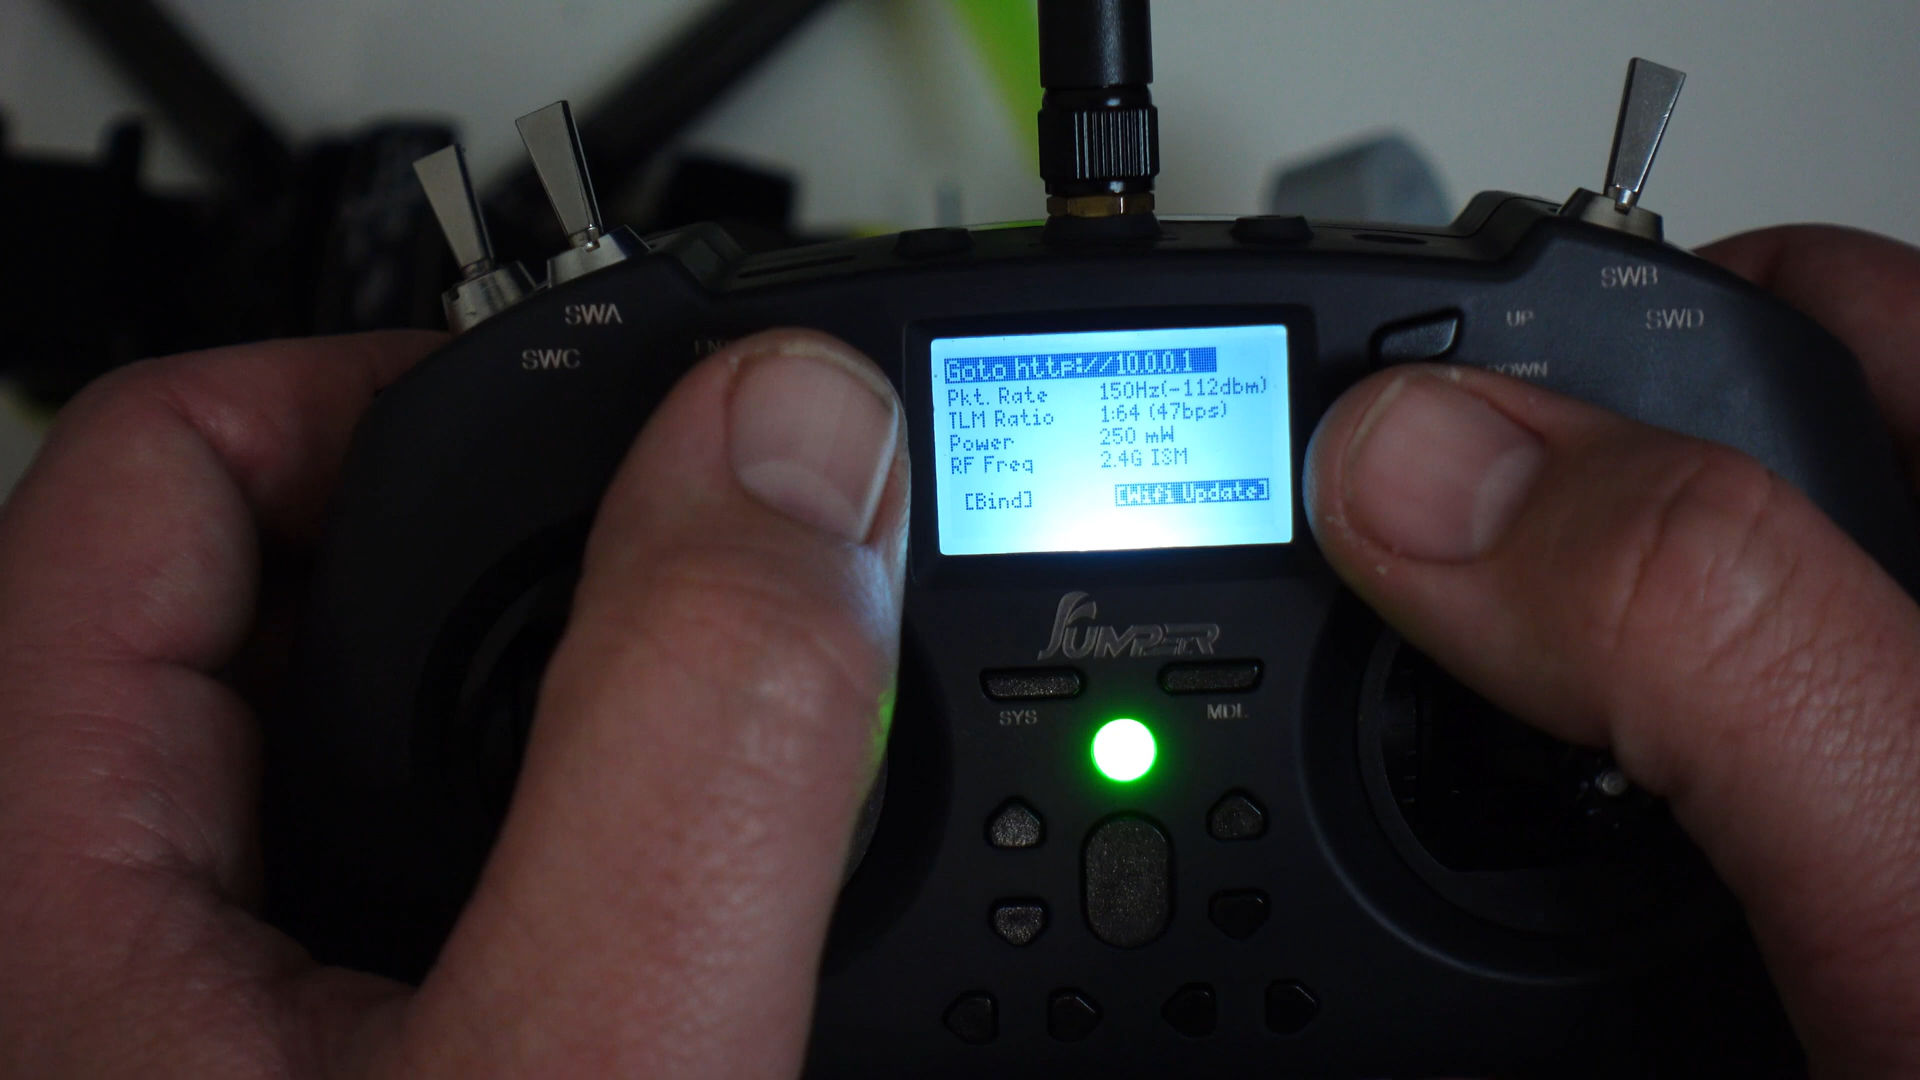 SWA
SWC
SWB
SWD
UP
Goto http://10.0.0.1
Pkt. Rate 150Hz(-112dbm)
TLM Ratio 1:64 (47bps)
Power 250 mW
RF Freq 2.4G ISM
[Bind] [Wifi Update]
JUMPER
SYS
MDL